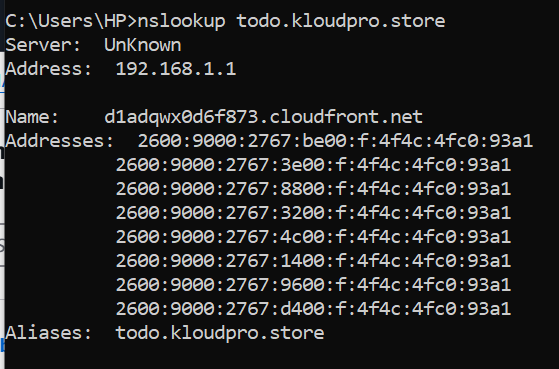 C:\Users\HP>nslookup todo.kloudpro.store
Server:  UnKnown
Address:  192.168.1.1

Name:    d1adqwx0d6f873.cloudfront.net
Addresses:  2600:9000:2767:be00:f:4f4c:4fc0:93a1
          2600:9000:2767:3e00:f:4f4c:4fc0:93a1
          2600:9000:2767:8800:f:4f4c:4fc0:93a1
          2600:9000:2767:3200:f:4f4c:4fc0:93a1
          2600:9000:2767:4c00:f:4f4c:4fc0:93a1
          2600:9000:2767:1400:f:4f4c:4fc0:93a1
          2600:9000:2767:9600:f:4f4c:4fc0:93a1
          2600:9000:2767:d400:f:4f4c:4fc0:93a1
Aliases:  todo.kloudpro.store